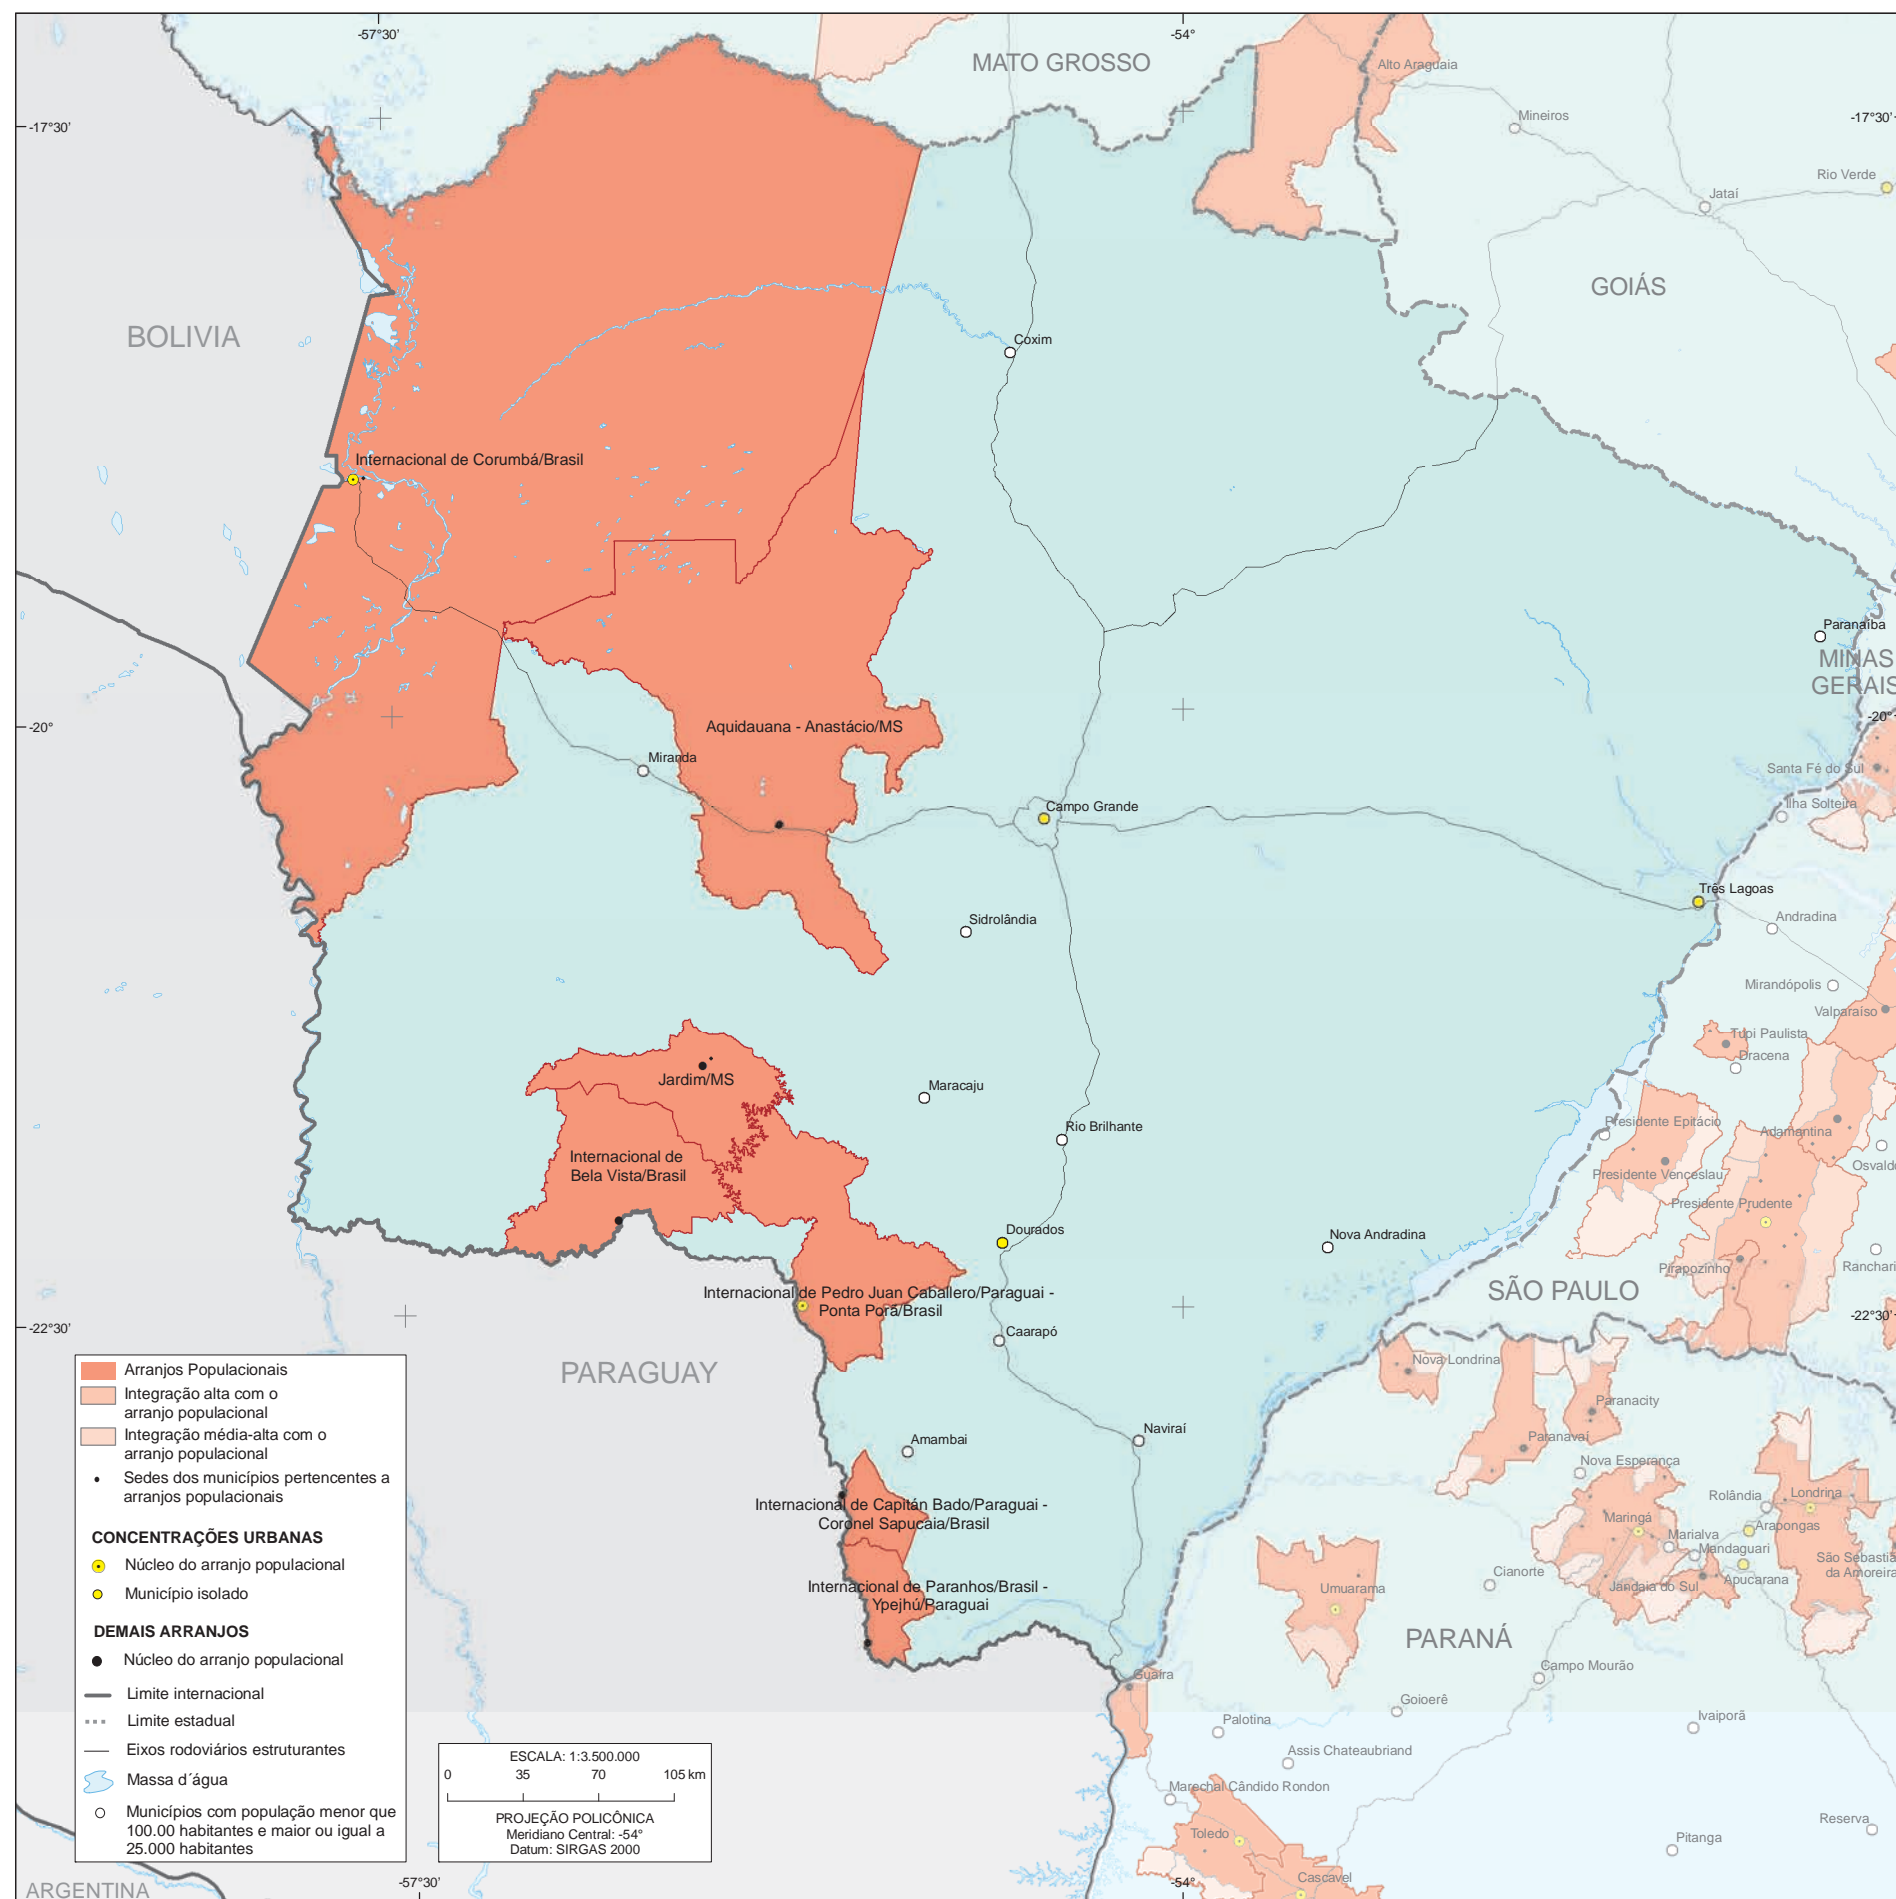 -57°30'
-54°
MATO GROSSO
Alto Araguaia
-17°30'
Mineiros
-17°30'
Rio Verde
Jataí
GOIÁS
BOLIVIA
Coxim
Internacional de Corumbá/Brasil
Paranaíba
MINAS
GERAIS
-20°
-20°
Aquidauana - Anastácio/MS
Miranda
Santa Fé do Sul
Ilha Solteira
Campo Grande
Três Lagoas
Andradina
Sidrolândia
Mirandópolis
Valparaíso
Tupi Paulista
Dracena
Jardim/MS
Maracaju
Rio Brilhante
Presidente Epitácio
Adamantina
Internacional de
Bela Vista/Brasil
Osvaldo
Presidente Venceslau
Presidente Prudente
Dourados
Nova Andradina
Pirapozinho
Ranchari
SÃO PAULO
Internacional de Pedro Juan Caballero/Paraguai -
Ponta Porã/Brasil
-22°30'
-22°30'
Caarapó
PARAGUAY
Nova Londrina
Paranacity
Amambai
Naviraí
Paranavaí
Nova Esperança
Internacional de Capitán Bado/Paraguai -
Coronel Sapucaia/Brasil
Rolândia
Londrina
Maringá
Arapongas
Marialva
Mandaguari
São Sebastiã
da Amoreira
Cianorte
Jandaia do Sul
Apucarana
Internacional de Paranhos/Brasil -
Ypejhú/Paraguai
Umuarama
PARANÁ
Guaíra
Campo Mourão
Goioerê
Palotina
Ivaiporã
Assis Chateaubriand
Marechal Cândido Rondon
Reserva
Toledo
Pitanga
Cascavel
ARGENTINA
-57°30'
-54°
Arranjos Populacionais
Integração alta com o
arranjo populacional
Integração média-alta com o
arranjo populacional
Sedes dos municípios pertencentes a
arranjos populacionais
CONCENTRAÇÕES URBANAS
Núcleo do arranjo populacional
Município isolado
DEMAIS ARRANJOS
Núcleo do arranjo populacional
Limite internacional
Limite estadual
Eixos rodoviários estruturantes
Massa d´água
Municípios com população menor que
100.00 habitantes e maior ou igual a
25.000 habitantes
ESCALA: 1:3.500.000
0 35 70 105 km
PROJEÇÃO POLICÔNICA
Meridiano Central: -54°
Datum: SIRGAS 2000